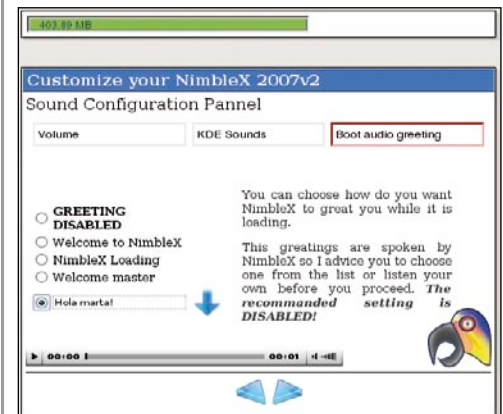 403.89 MB
Customize your NimbleX 2007v2
Sound Configuration Pannel
Volume
KDE Sounds
Boot audio greeting
GREETING
DISABLED
Welcome to NimbleX
NimbleX Loading
Welcome master
Hola marta!
You can choose how do you want
NimbleX to great you while it is
loading.
This greatings are spoken by
NimbleX so I advice you to choose
one from the list or listen your
own before you proceed. The
recommanded setting is
DISABLED!
00:00
00:01